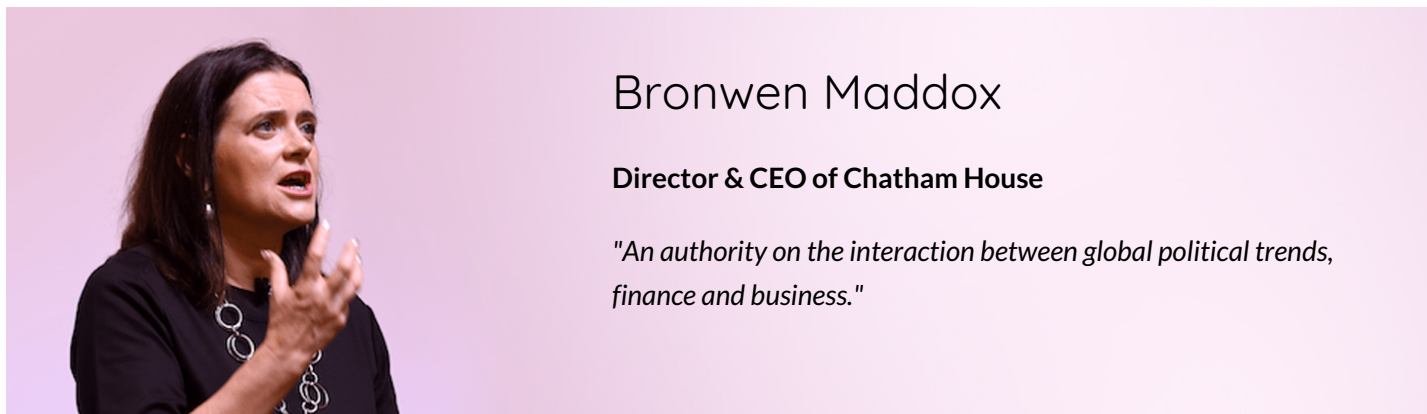 Bronwen Maddox
Director & CEO of Chatham House
"An authority on the interaction between global political trends,
finance and business."